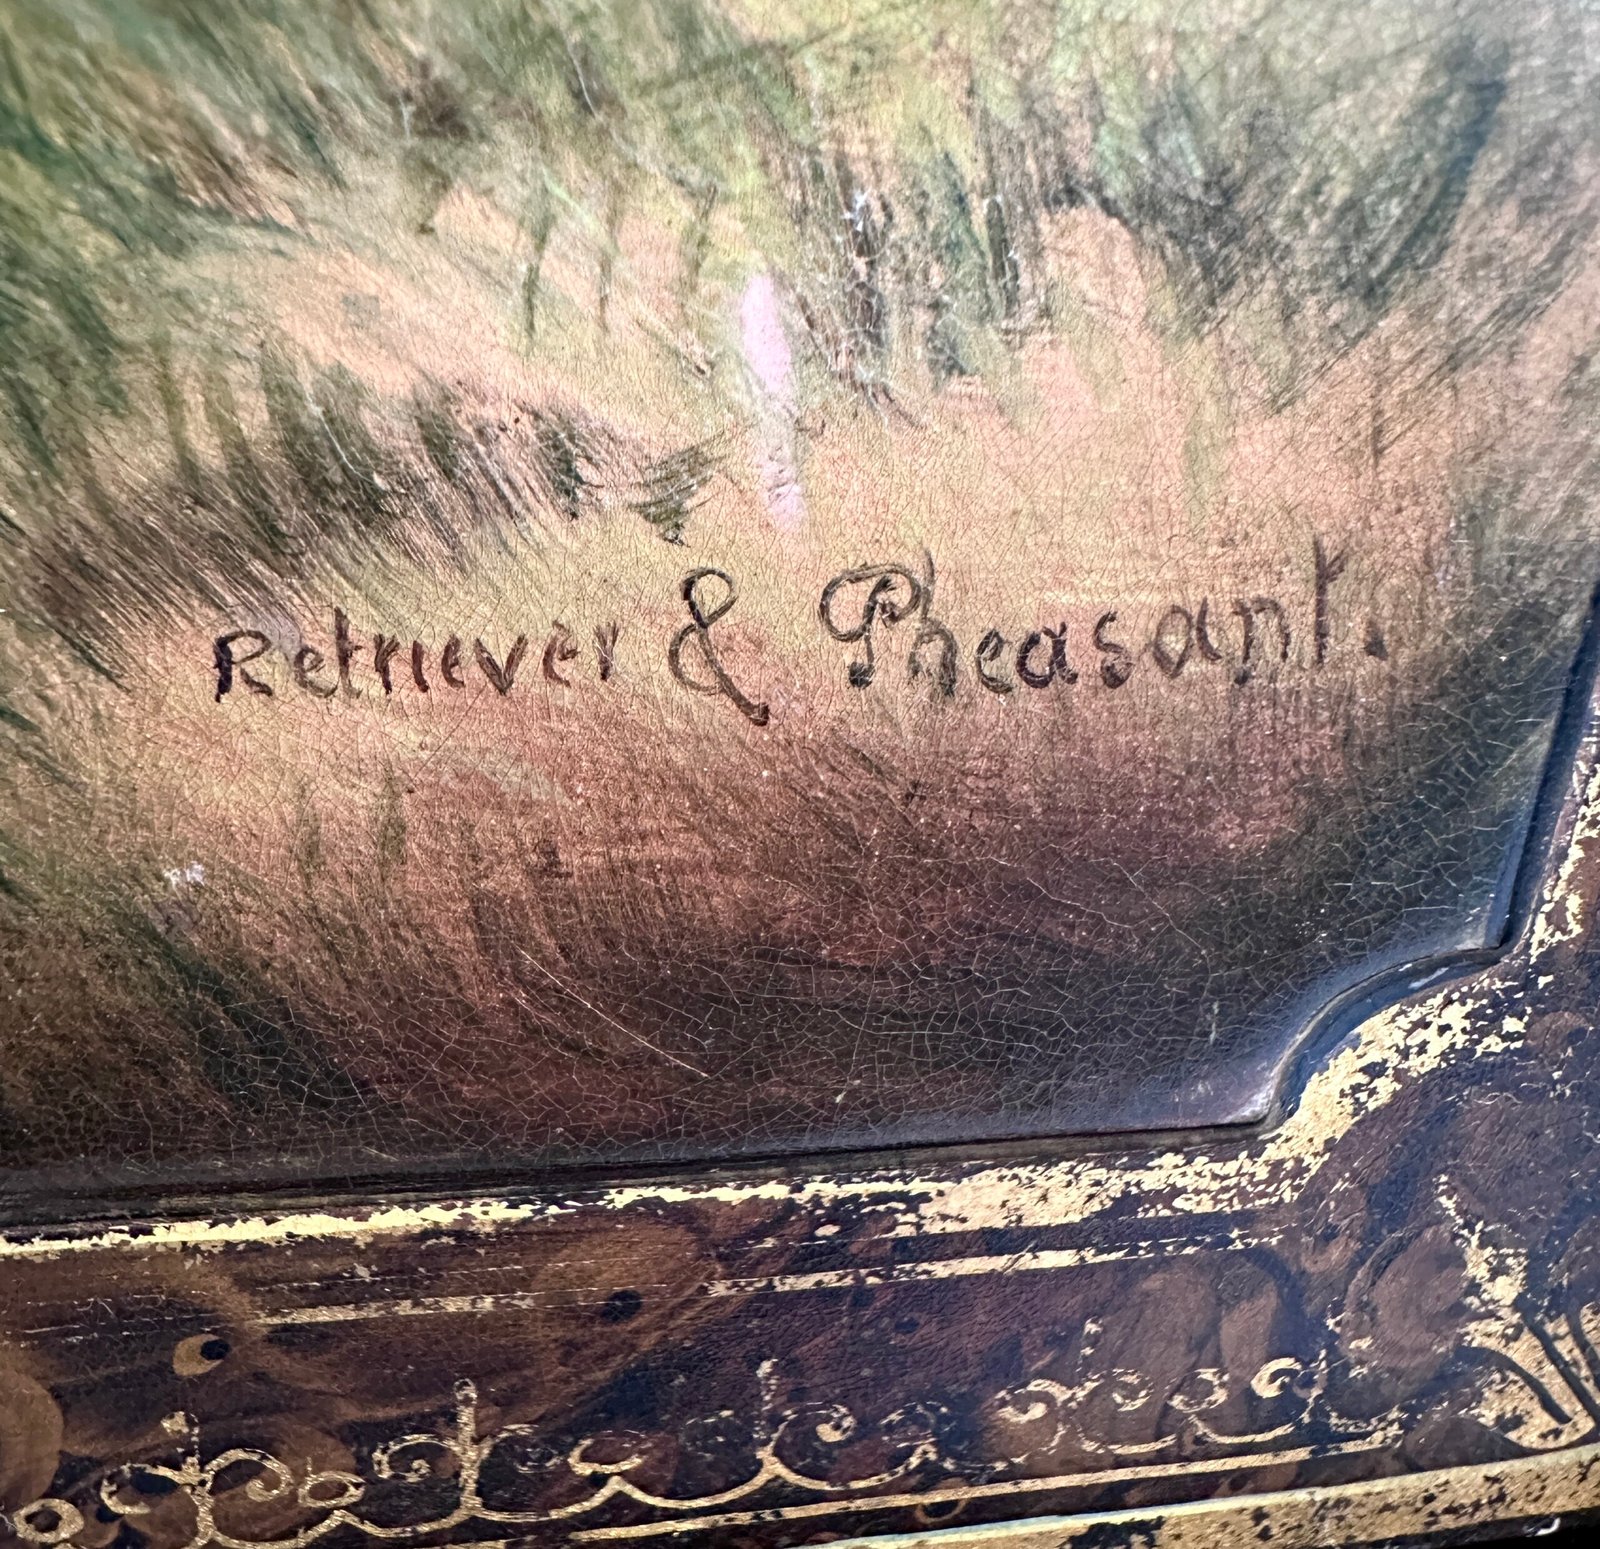 Retriever & Pheasant.